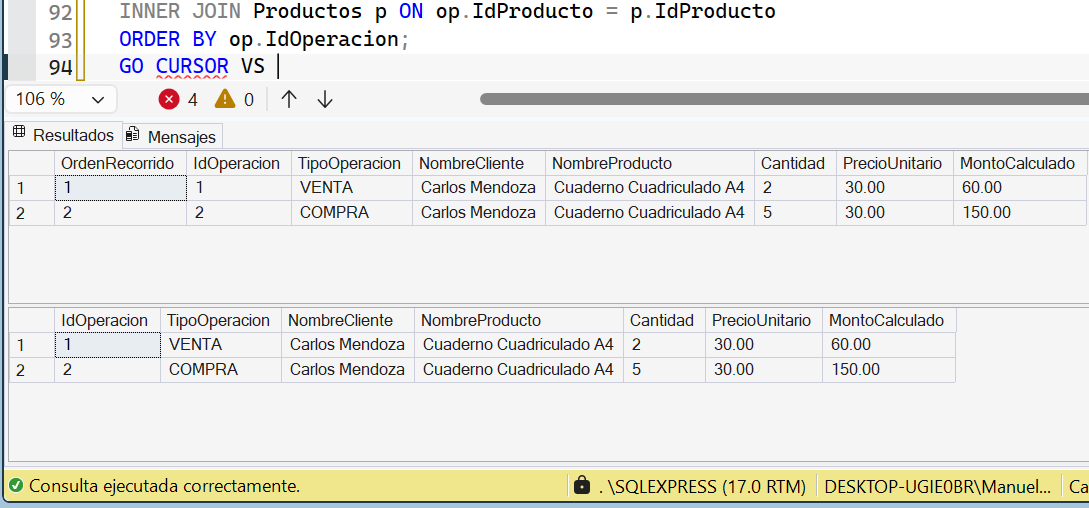 92 INNER JOIN Productos p ON op.IdProducto = p.IdProducto
93 ORDER BY op.IdOperacion;
94 GO CURSOR VS
106 % 4 0
Resultados Mensajes
OrdenRecorrido IdOperacion TipoOperacion NombreCliente NombreProducto Cantidad PrecioUnitario MontoCalculado
1 1 1 VENTA Carlos Mendoza Cuaderno Cuadriculado A4 2 30.00 60.00
2 2 2 COMPRA Carlos Mendoza Cuaderno Cuadriculado A4 5 30.00 150.00
IdOperacion TipoOperacion NombreCliente NombreProducto Cantidad PrecioUnitario MontoCalculado
1 1 VENTA Carlos Mendoza Cuaderno Cuadriculado A4 2 30.00 60.00
2 2 COMPRA Carlos Mendoza Cuaderno Cuadriculado A4 5 30.00 150.00
Consulta ejecutada correctamente. .\SQLEXPRESS (17.0 RTM) DESKTOP-UGIE0BR\Manuel... Ca